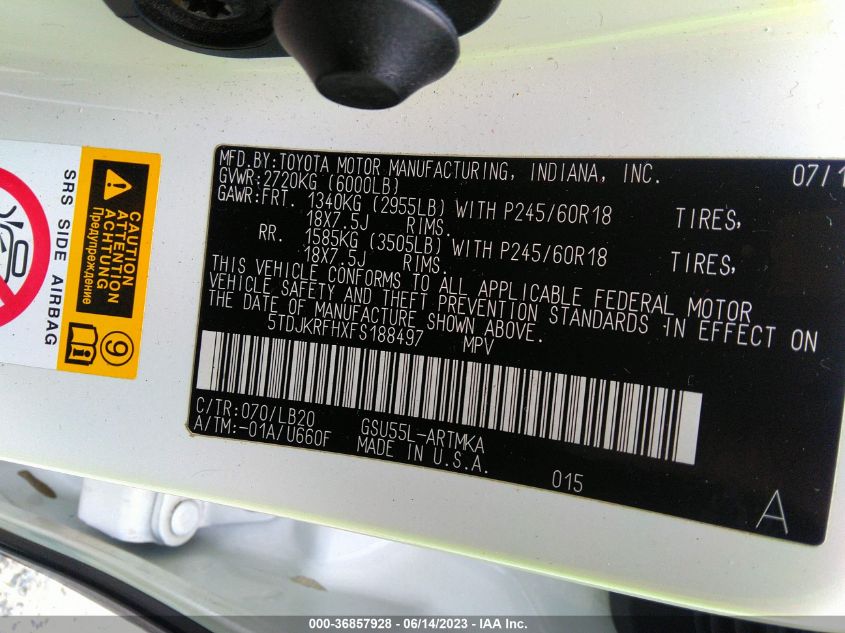 MFD.BY:TOYOTA MOTOR MANUFACTURING, INDIANA, INC. 07/1
GVWR:2720KG (6000LB)
GAWR:FRT. 1340KG (2955LB) WITH P245/60R18 TIRES,
18X7.5J RIMS.
RR. 1585KG (3505LB) WITH P245/60R18 TIRES,
18X7.5J RIMS.
THIS VEHICLE CONFORMS TO ALL APPLICABLE FEDERAL MOTOR
VEHICLE SAFETY AND THEFT PREVENTION STANDARDS IN EFFECT ON
THE DATE OF MANUFACTURE SHOWN ABOVE.
5TDJKRFHXFS188497 MPV
C/TR:070/LB20 GSU55L-ARTMKA
A/TM:-01A/U660F MADE IN U.S.A.
015
A
SRS SIDE AIRBAG
CAUTION
ATTENTION
ACHTUNG
Предупреждение
9
000-36857928 - 06/14/2023 - IAA Inc.